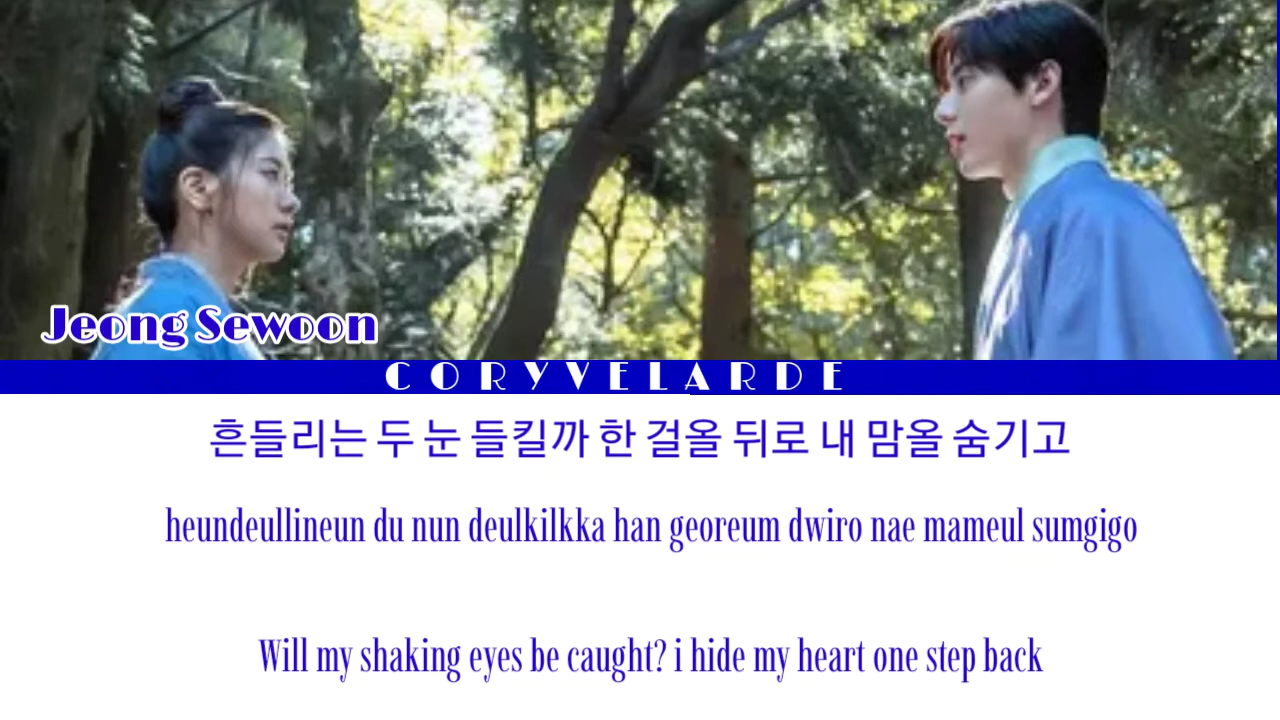 Jeong Sewoon
CORYVELARDE
흔들리는 두 눈 들킬까 한 걸올 뒤로 내 맘올 숨기고
heundeullineun du nun deulkilkka han georeum dwiro nae mameul sumgigo
Will my shaking eyes be caught? i hide my heart one step back